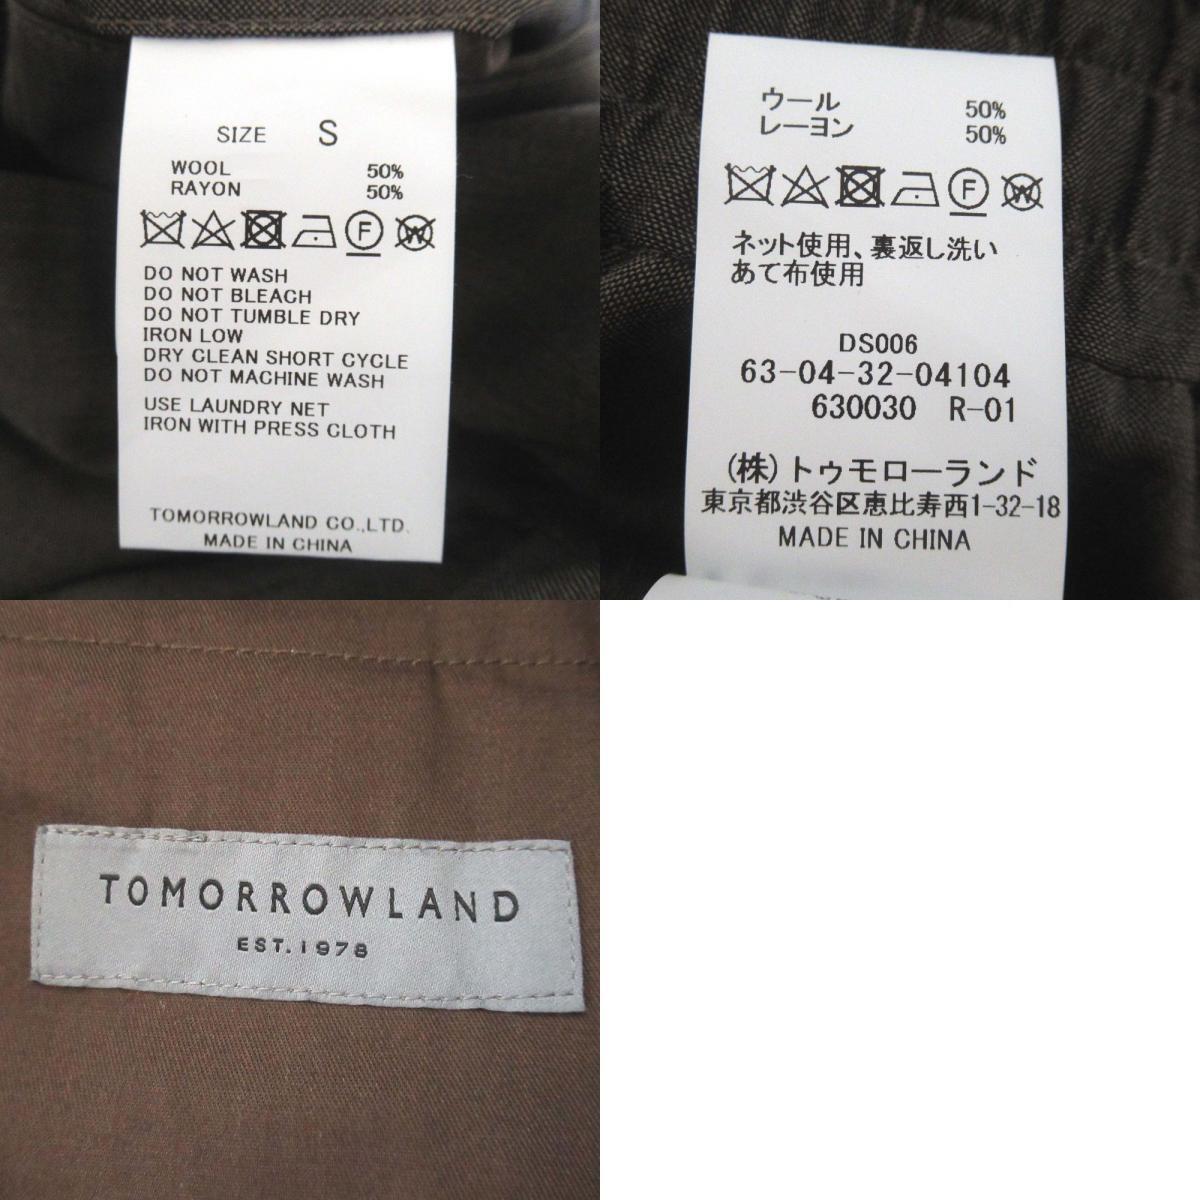 SIZE S
WOOL 50%
RAYON 50%
F W
DO NOT WASH
DO NOT BLEACH
DO NOT TUMBLE DRY
IRON LOW
DRY CLEAN SHORT CYCLE
DO NOT MACHINE WASH
USE LAUNDRY NET
IRON WITH PRESS CLOTH
TOMORROWLAND CO.,LTD.
MADE IN CHINA
ウール 50%
レーヨン 50%
F W
ネット使用、裏返し洗い
あて布使用
DS006
63-04-32-04104
630030 R-01
(株)トゥモローランド
東京都渋谷区恵比寿西1-32-18
MADE IN CHINA
TOMORROWLAND
EST.1978